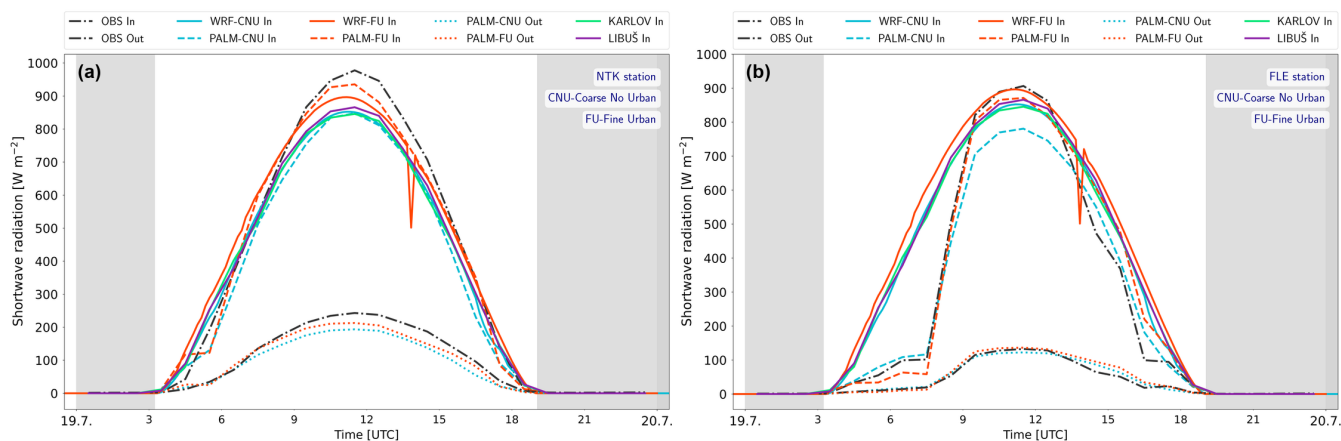 OBS In WRF-CNU In WRF-FU In PALM-CNU Out KARLOV In
OBS Out PALM-CNU In PALM-FU In PALM-FU Out LIBUŠ In
(a)
NTK station
CNU-Coarse No Urban
FU-Fine Urban
Shortwave radiation [W m⁻²]
1000
900
800
700
600
500
400
300
200
100
0
19.7. 3 6 9 12 15 18 21 20.7.
Time [UTC]
OBS In WRF-CNU In WRF-FU In PALM-CNU Out KARLOV In
OBS Out PALM-CNU In PALM-FU In PALM-FU Out LIBUŠ In
(b)
FLE station
CNU-Coarse No Urban
FU-Fine Urban
Shortwave radiation [W m⁻²]
1000
900
800
700
600
500
400
300
200
100
0
19.7. 3 6 9 12 15 18 21 20.7.
Time [UTC]